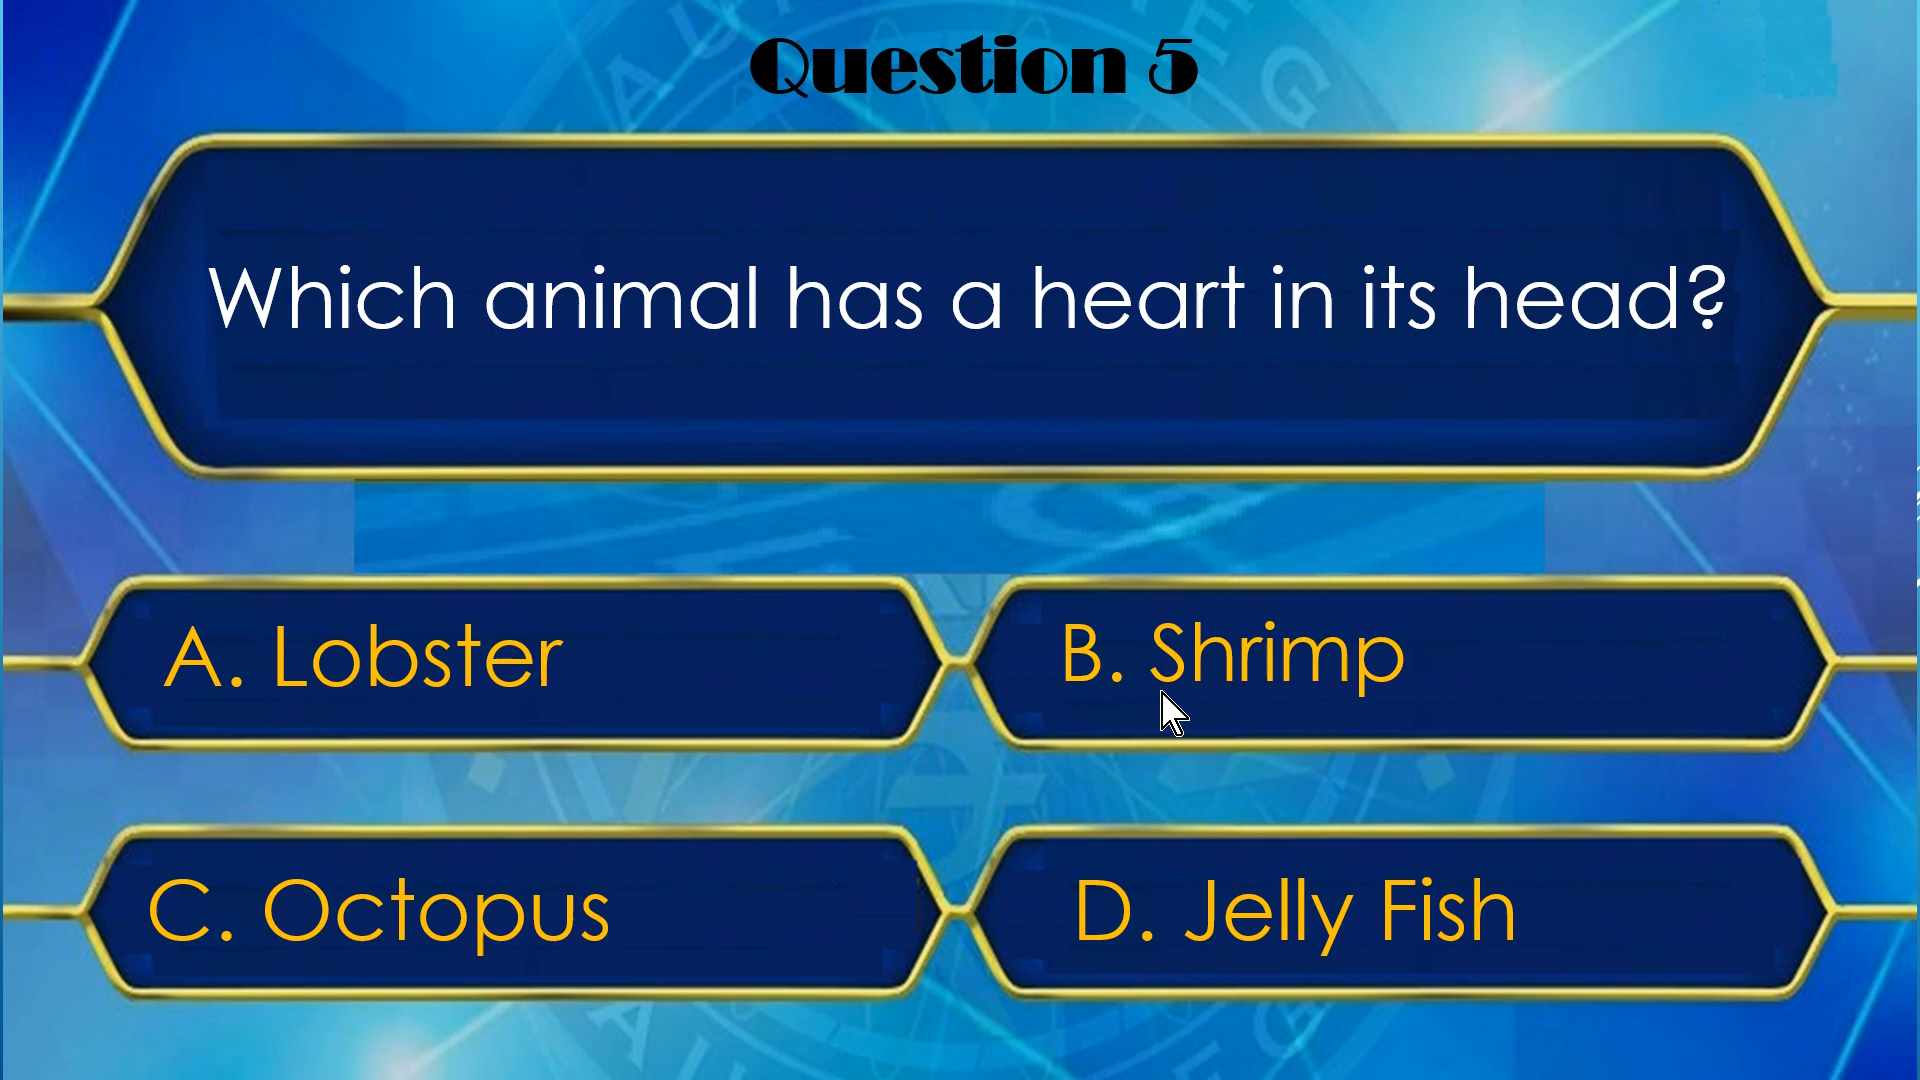 Question 5
Which animal has a heart in its head?
A. Lobster
B. Shrimp
C. Octopus
D. Jelly Fish